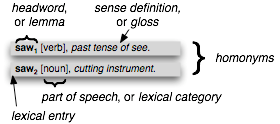 headword, or lemma
sense definition, or gloss
saw1 [verb], past tense of see.
saw2 [noun], cutting instrument.
homonyms
part of speech, or lexical category
lexical entry